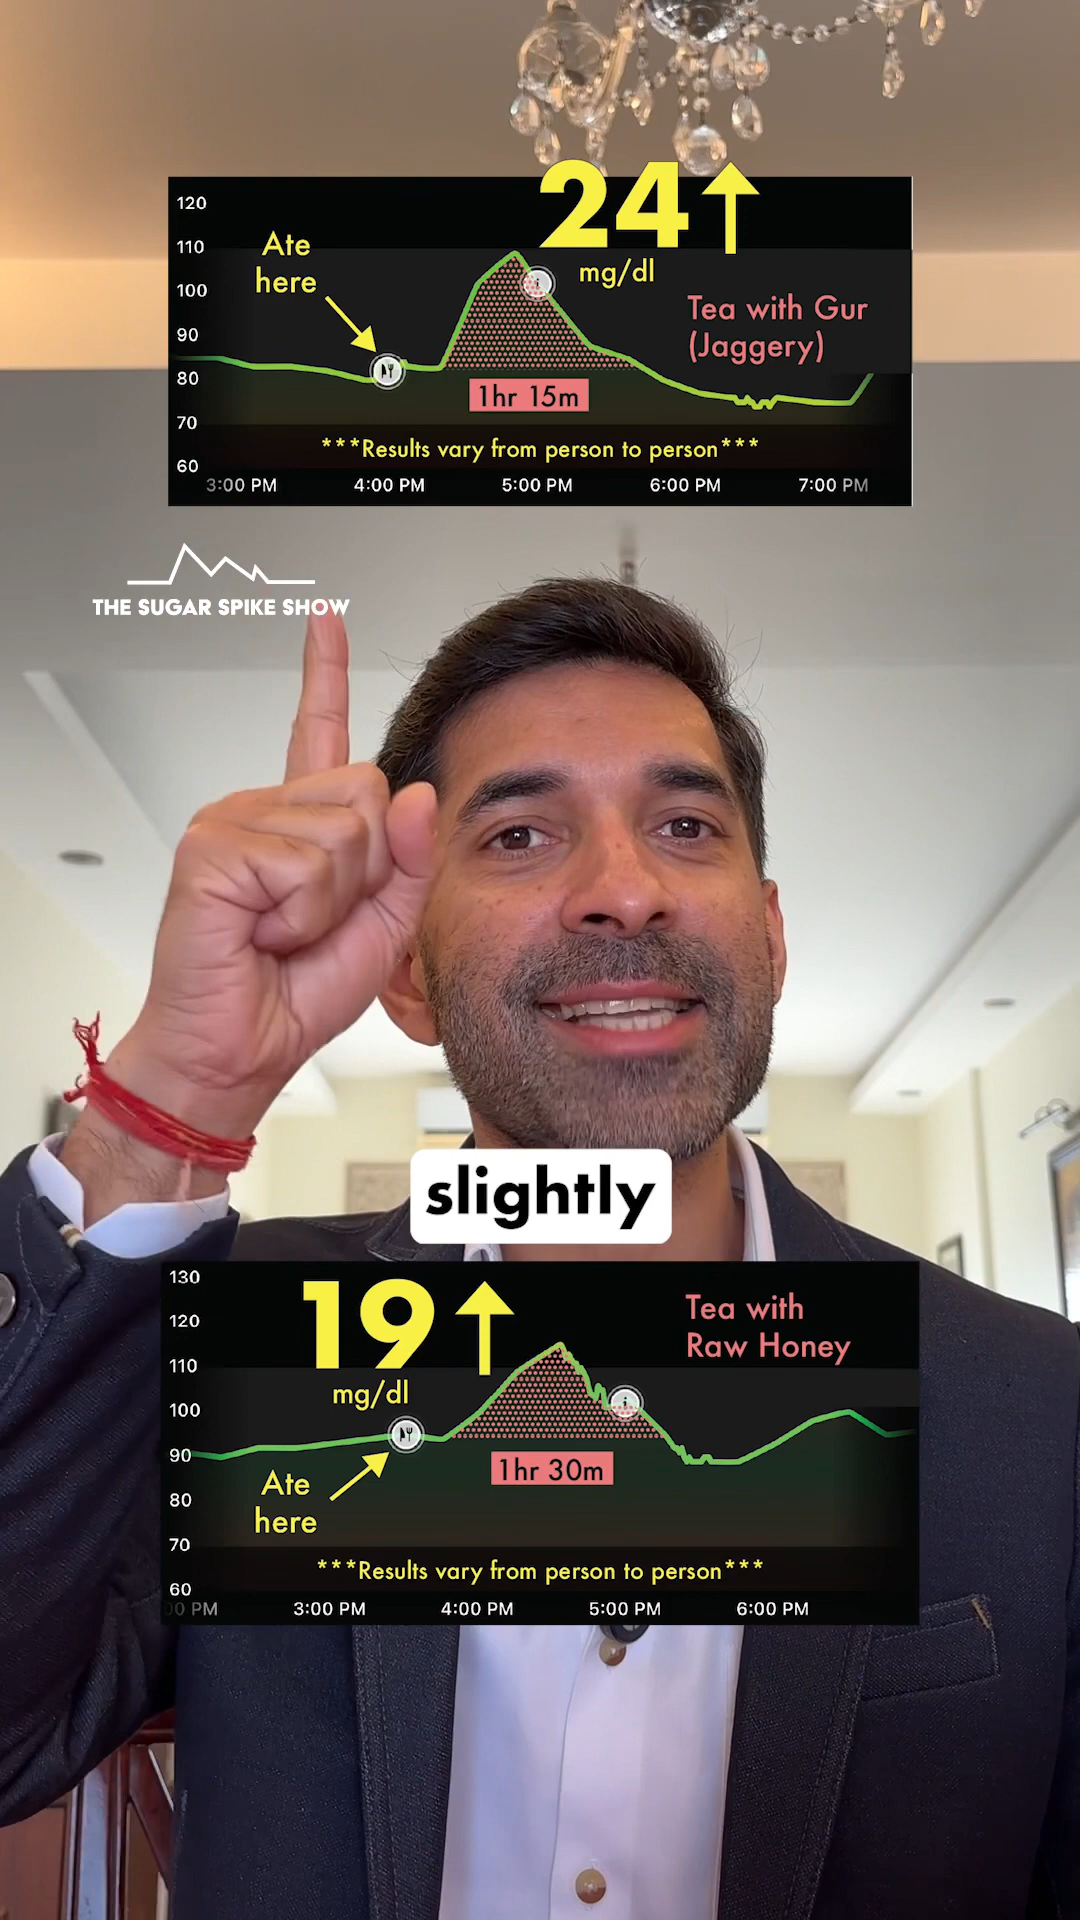 24↑
mg/dl
120
110
100
90
80
70
60
Ate
here
Tea with Gur
(Jaggery)
1hr 15m
***Results vary from person to person***
3:00 PM 4:00 PM 5:00 PM 6:00 PM 7:00 PM
THE SUGAR SPIKE SHOW
slightly
130
120
110
100
90
80
70
60
19↑
mg/dl
Tea with
Raw Honey
Ate
here
1hr 30m
***Results vary from person to person***
00 PM 3:00 PM 4:00 PM 5:00 PM 6:00 PM